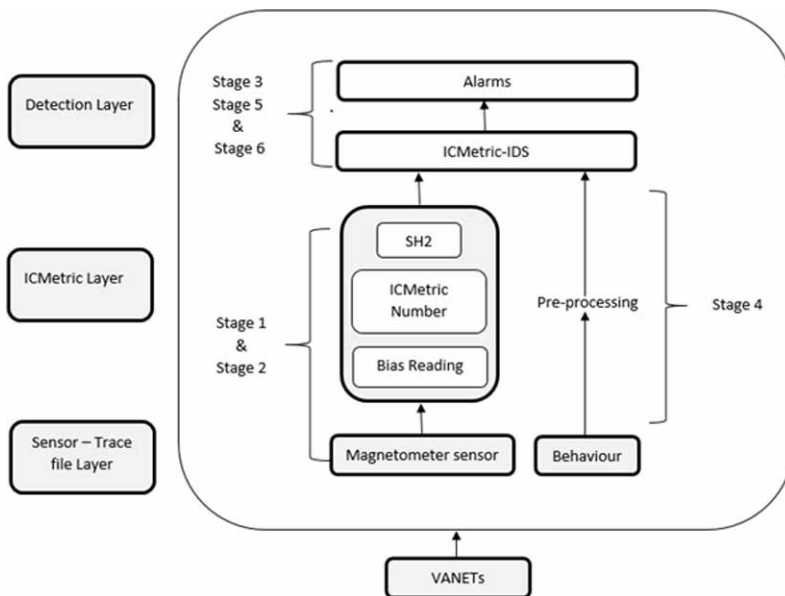 Detection Layer
Stage 3
Stage 5
&
Stage 6
Alarms
ICMetric-IDS
ICMetric Layer
Stage 1
&
Stage 2
SH2
ICMetric
Number
Bias Reading
Pre-processing
Stage 4
Sensor – Trace
file Layer
Magnetometer sensor
Behaviour
VANETs